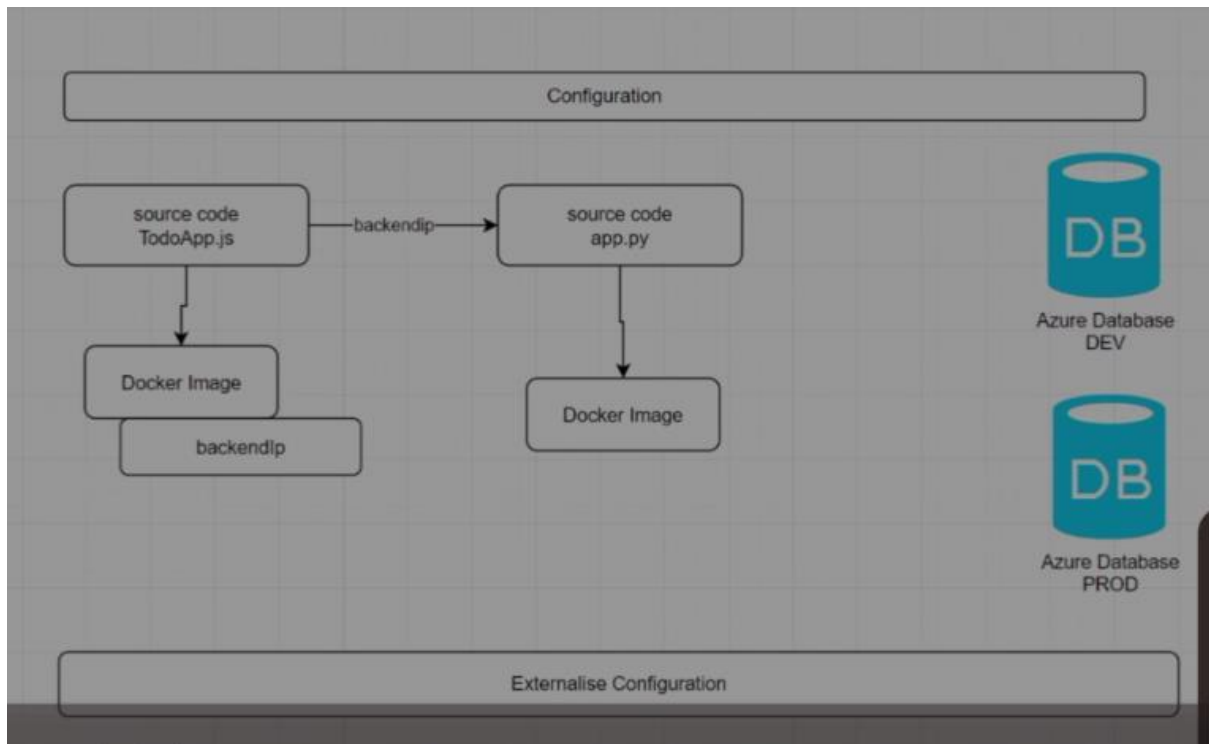 Configuration
source code
TodoApp.js
backendIp
source code
app.py
DB
Azure Database
DEV
Docker Image
backendIp
Docker Image
DB
Azure Database
PROD
Externalise Configuration